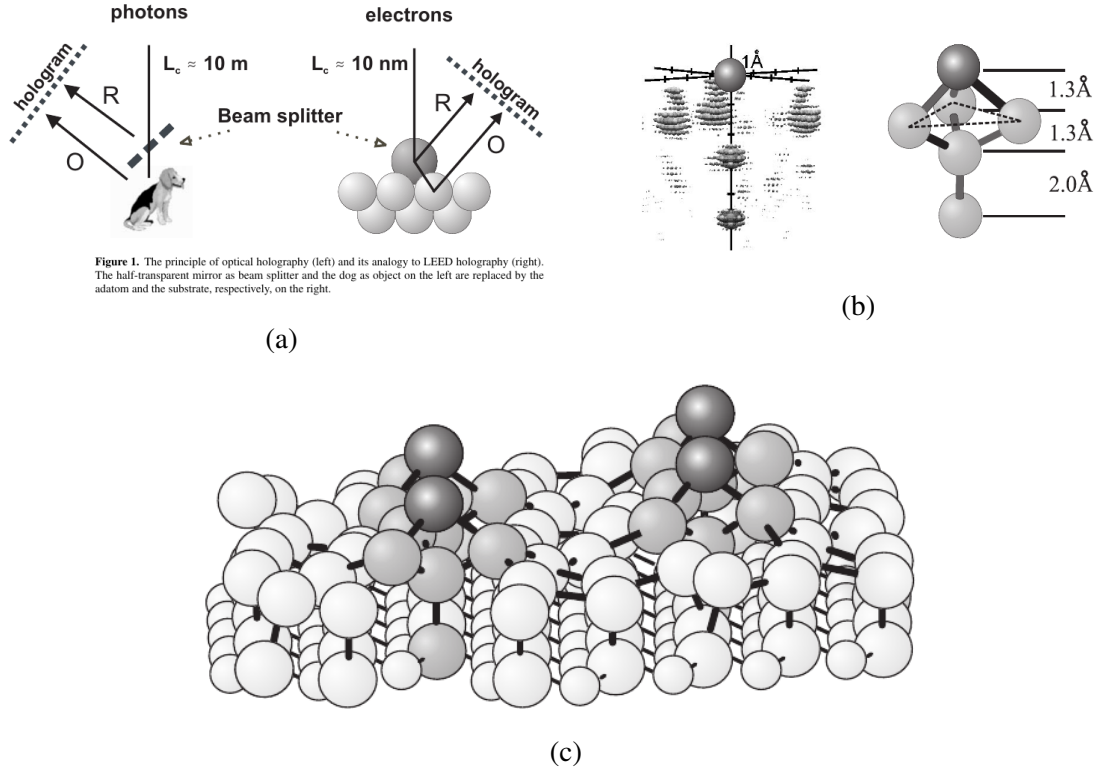 photons
electrons
hologram
R
O
L_c ≈ 10 m
Beam splitter
L_c ≈ 10 nm
R
O
hologram
Figure 1. The principle of optical holography (left) and its analogy to LEED holography (right).
The half-transparent mirror as beam splitter and the dog as object on the left are replaced by the
adatom and the substrate, respectively, on the right.
(a)
1Å
1.3Å
1.3Å
2.0Å
(b)
(c)